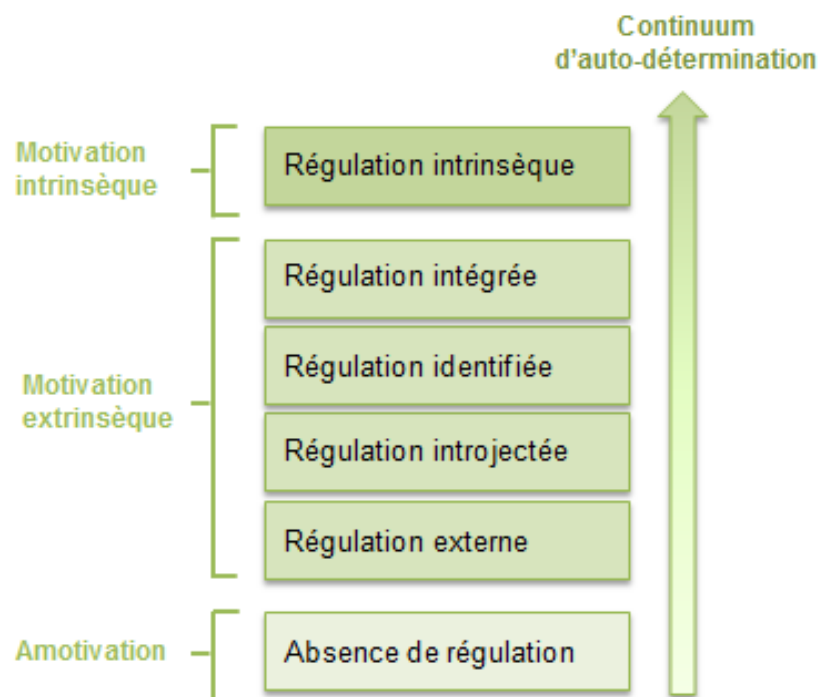 Continuum
d'auto-détermination
Motivation
intrinsèque
Régulation intrinsèque
Régulation intégrée
Régulation identifiée
Motivation
extrinsèque
Régulation introjectée
Régulation externe
Amotivation
Absence de régulation